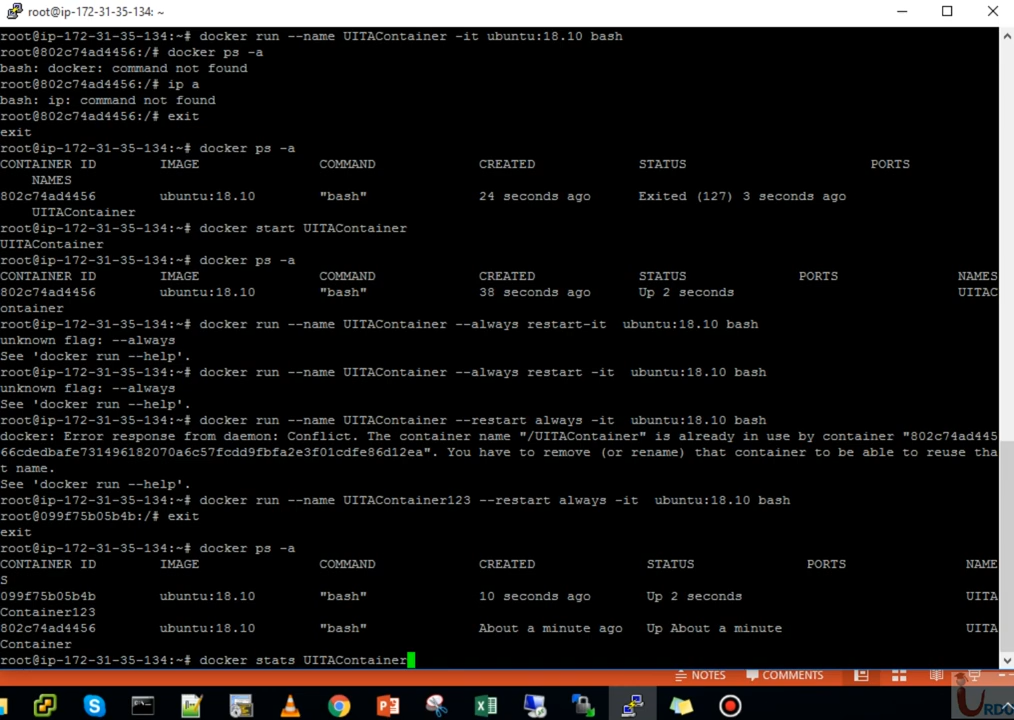 root@ip-172-31-35-134: ~
root@ip-172-31-35-134:~# docker run --name UITAContainer -it ubuntu:18.10 bash
root@802c74ad4456:/# docker ps -a
bash: docker: command not found
root@802c74ad4456:/# ip a
bash: ip: command not found
root@802c74ad4456:/# exit
exit
root@ip-172-31-35-134:~# docker ps -a
CONTAINER ID        IMAGE               COMMAND             CREATED             STATUS                       PORTS
    NAMES
802c74ad4456        ubuntu:18.10        "bash"              24 seconds ago      Exited (127) 3 seconds ago
    UITAContainer
root@ip-172-31-35-134:~# docker start UITAContainer
UITAContainer
root@ip-172-31-35-134:~# docker ps -a
CONTAINER ID        IMAGE               COMMAND             CREATED             STATUS              PORTS               NAMES
802c74ad4456        ubuntu:18.10        "bash"              38 seconds ago      Up 2 seconds                            UITAC
ontainer
root@ip-172-31-35-134:~# docker run --name UITAContainer --always restart-it  ubuntu:18.10 bash
unknown flag: --always
See 'docker run --help'.
root@ip-172-31-35-134:~# docker run --name UITAContainer --always restart -it  ubuntu:18.10 bash
unknown flag: --always
See 'docker run --help'.
root@ip-172-31-35-134:~# docker run --name UITAContainer --restart always -it  ubuntu:18.10 bash
docker: Error response from daemon: Conflict. The container name "/UITAContainer" is already in use by container "802c74ad445
66cdedbafe731496182070a6c57fcdd9fbfa2e3f01cdfe86d12ea". You have to remove (or rename) that container to be able to reuse tha
t name.
See 'docker run --help'.
root@ip-172-31-35-134:~# docker run --name UITAContainer123 --restart always -it  ubuntu:18.10 bash
root@099f75b05b4b:/# exit
exit
root@ip-172-31-35-134:~# docker ps -a
CONTAINER ID        IMAGE               COMMAND             CREATED              STATUS              PORTS               NAME
S
099f75b05b4b        ubuntu:18.10        "bash"              10 seconds ago       Up 2 seconds                            UITA
Container123
802c74ad4456        ubuntu:18.10        "bash"              About a minute ago   Up About a minute                       UITA
Container
root@ip-172-31-35-134:~# docker stats UITAContainer
NOTES COMMENTS
URDU